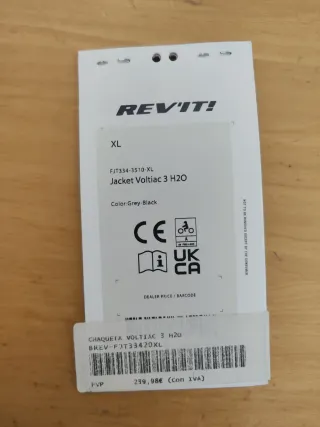 REV'IT!
XL
FJT334-3510-XL
Jacket Voltiac 3 H2O
Color-Grey-Black
CE
UK
CA
DEALER PRICE / BARCODE
CHAQUETA VOLTIAC 3 H2O
PVP 299,98€ (Con IVA)